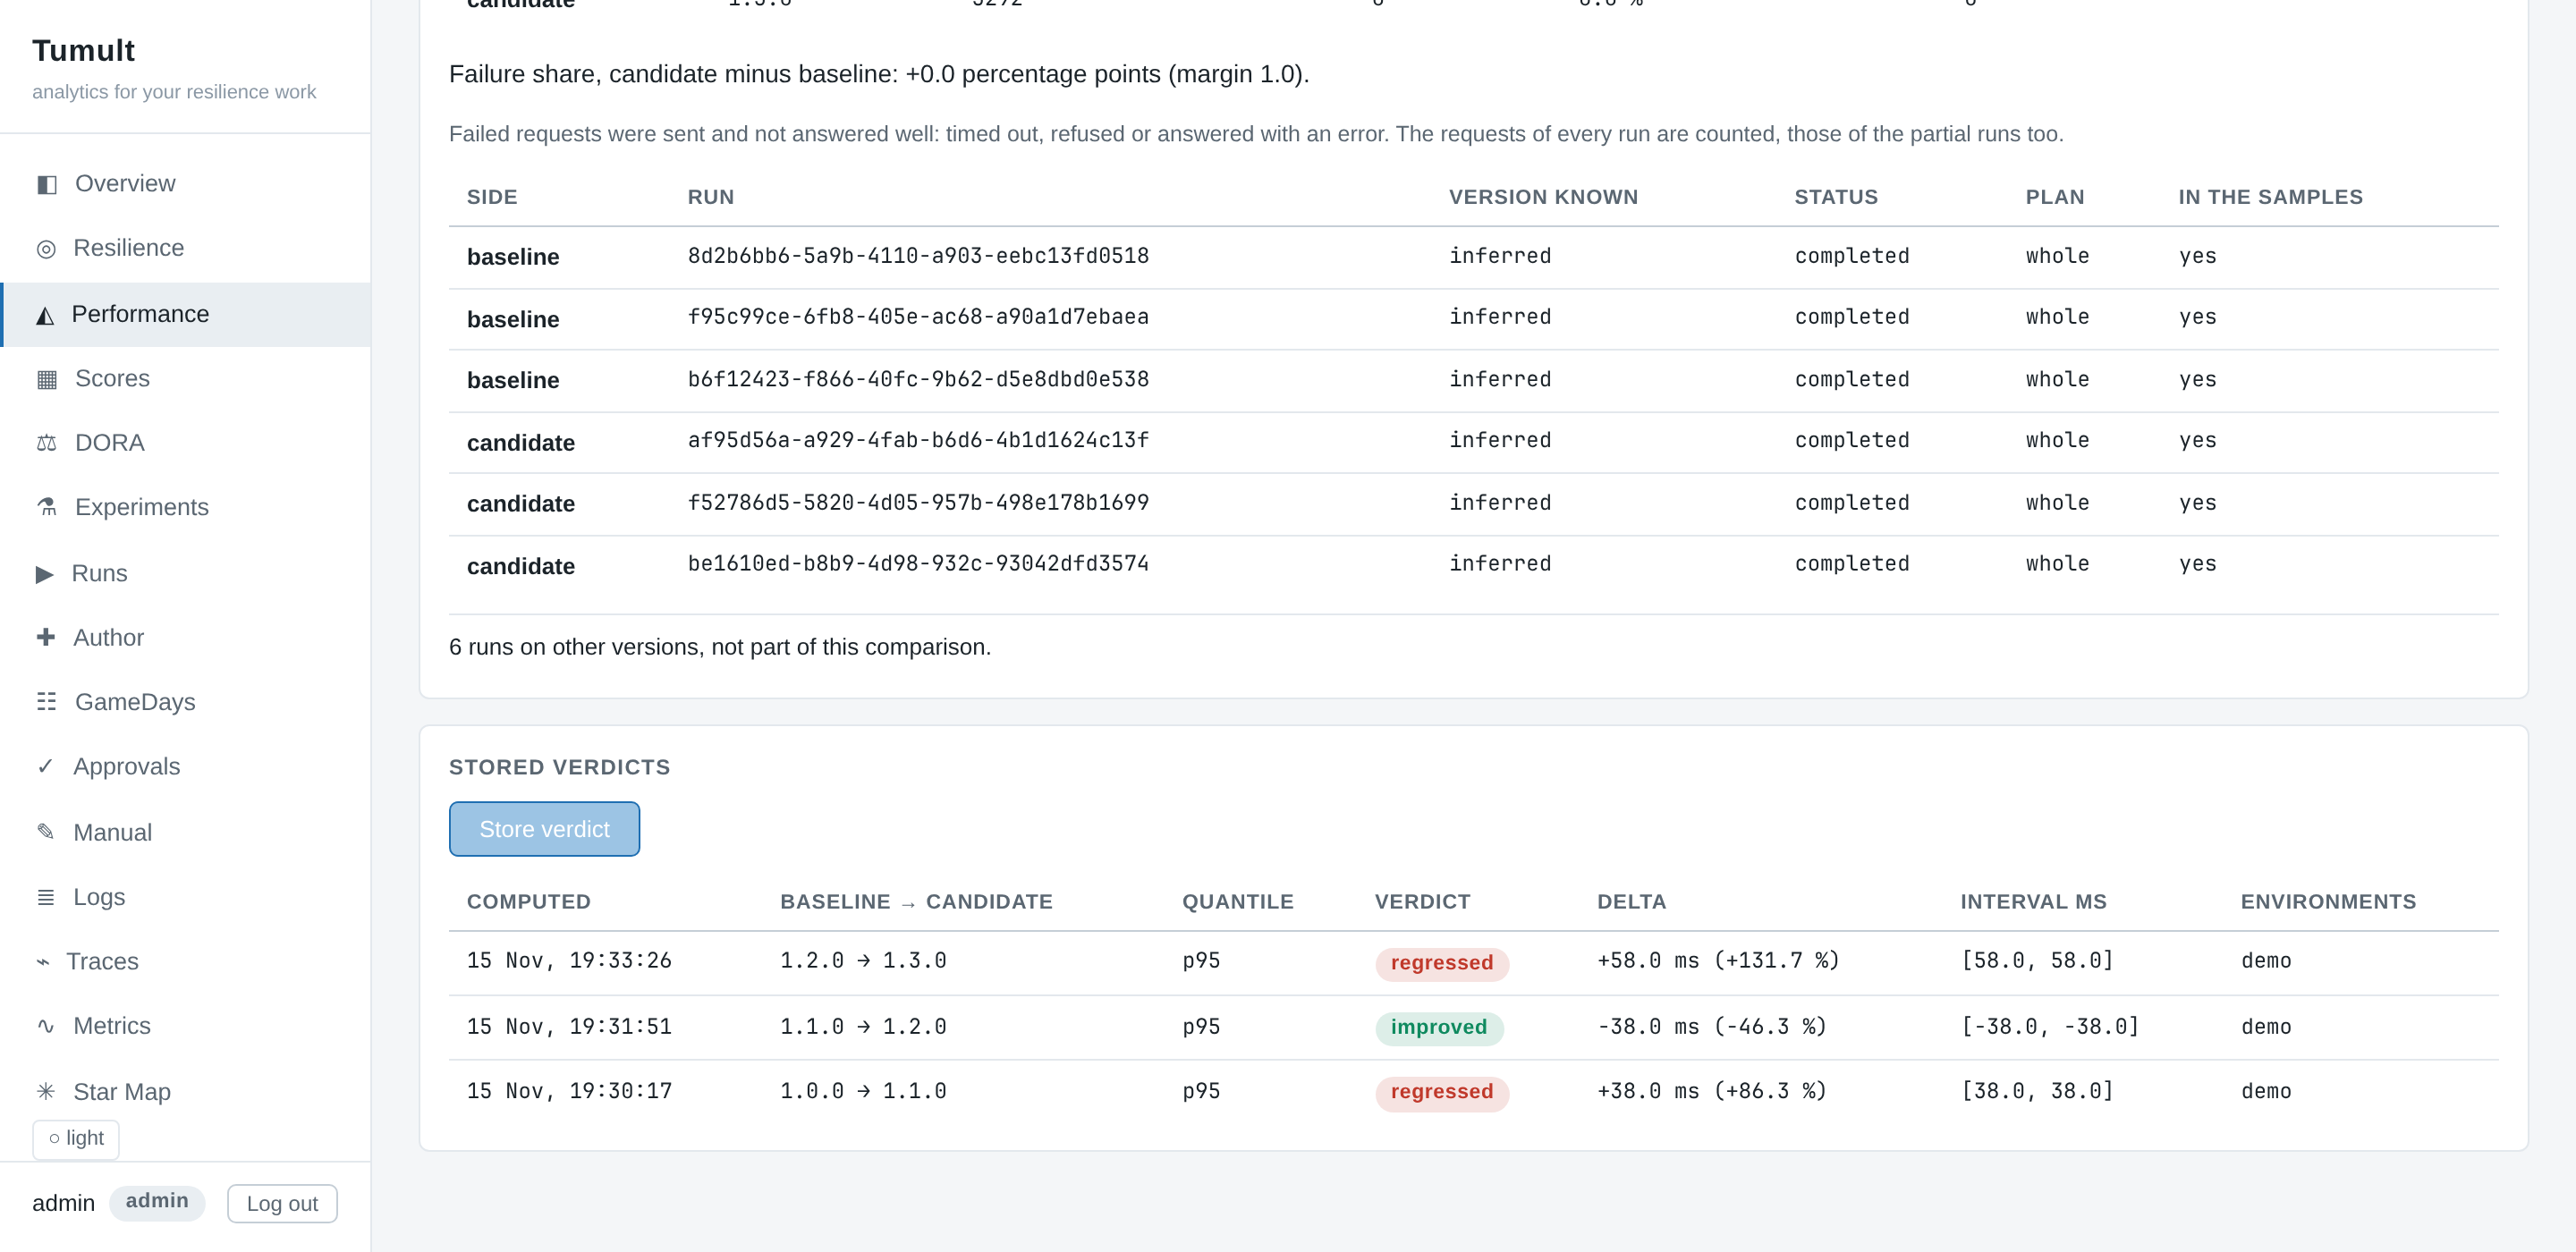 Tumult
analytics for your resilience work
Overview
Resilience
Performance
Scores
DORA
Experiments
Runs
Author
GameDays
Approvals
Manual
Logs
Traces
Metrics
Star Map
light
admin admin Log out
candidate
Failure share, candidate minus baseline: +0.0 percentage points (margin 1.0).
Failed requests were sent and not answered well: timed out, refused or answered with an error. The requests of every run are counted, those of the partial runs too.
SIDE RUN VERSION KNOWN STATUS PLAN IN THE SAMPLES
baseline 8d2b6bb6-5a9b-4110-a903-eebc13fd0518 inferred completed whole yes
baseline f95c99ce-6fb8-405e-ac68-a90a1d7ebaea inferred completed whole yes
baseline b6f12423-f866-40fc-9b62-d5e8dbd0e538 inferred completed whole yes
candidate af95d56a-a929-4fab-b6d6-4b1d1624c13f inferred completed whole yes
candidate f52786d5-5820-4d05-957b-498e178b1699 inferred completed whole yes
candidate be1610ed-b8b9-4d98-932c-93042dfd3574 inferred completed whole yes
6 runs on other versions, not part of this comparison.
STORED VERDICTS
Store verdict
COMPUTED BASELINE → CANDIDATE QUANTILE VERDICT DELTA INTERVAL MS ENVIRONMENTS
15 Nov, 19:33:26 1.2.0 → 1.3.0 p95 regressed +58.0 ms (+131.7 %) [58.0, 58.0] demo
15 Nov, 19:31:51 1.1.0 → 1.2.0 p95 improved -38.0 ms (-46.3 %) [-38.0, -38.0] demo
15 Nov, 19:30:17 1.0.0 → 1.1.0 p95 regressed +38.0 ms (+86.3 %) [38.0, 38.0] demo